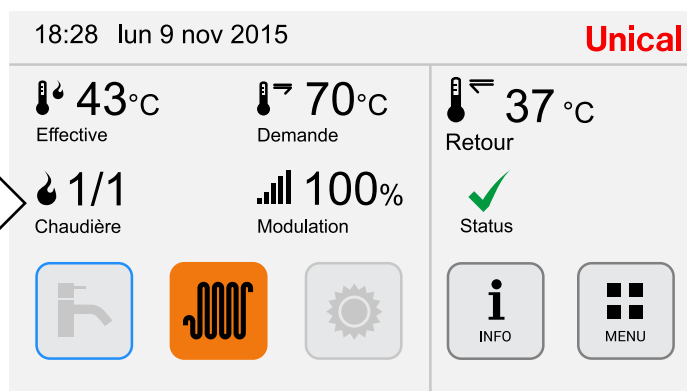 18:28 lun 9 nov 2015
Unical
43°C
Effective
70°C
Demande
37 °C
Retour
1/1
Chaudière
100%
Modulation
Status
i
INFO
MENU